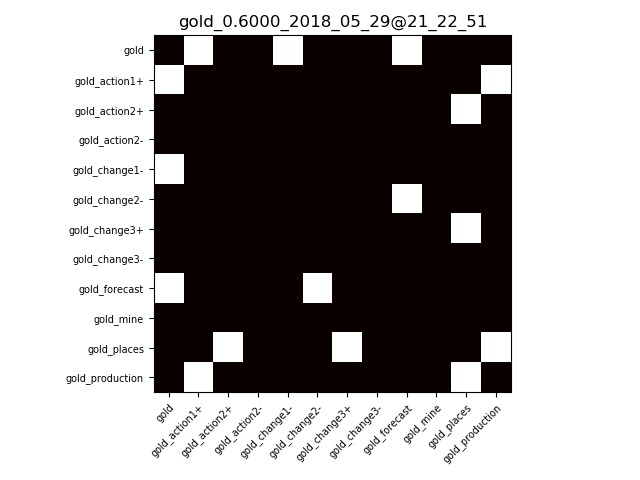 gold_0.6000_2018_05_29@21_22_51
gold
gold_action1+
gold_action2+
gold_action2-
gold_change1-
gold_change2-
gold_change3+
gold_change3-
gold_forecast
gold_mine
gold_places
gold_production
gold
gold_action1+
gold_action2+
gold_action2-
gold_change1-
gold_change2-
gold_change3+
gold_change3-
gold_forecast
gold_mine
gold_places
gold_production